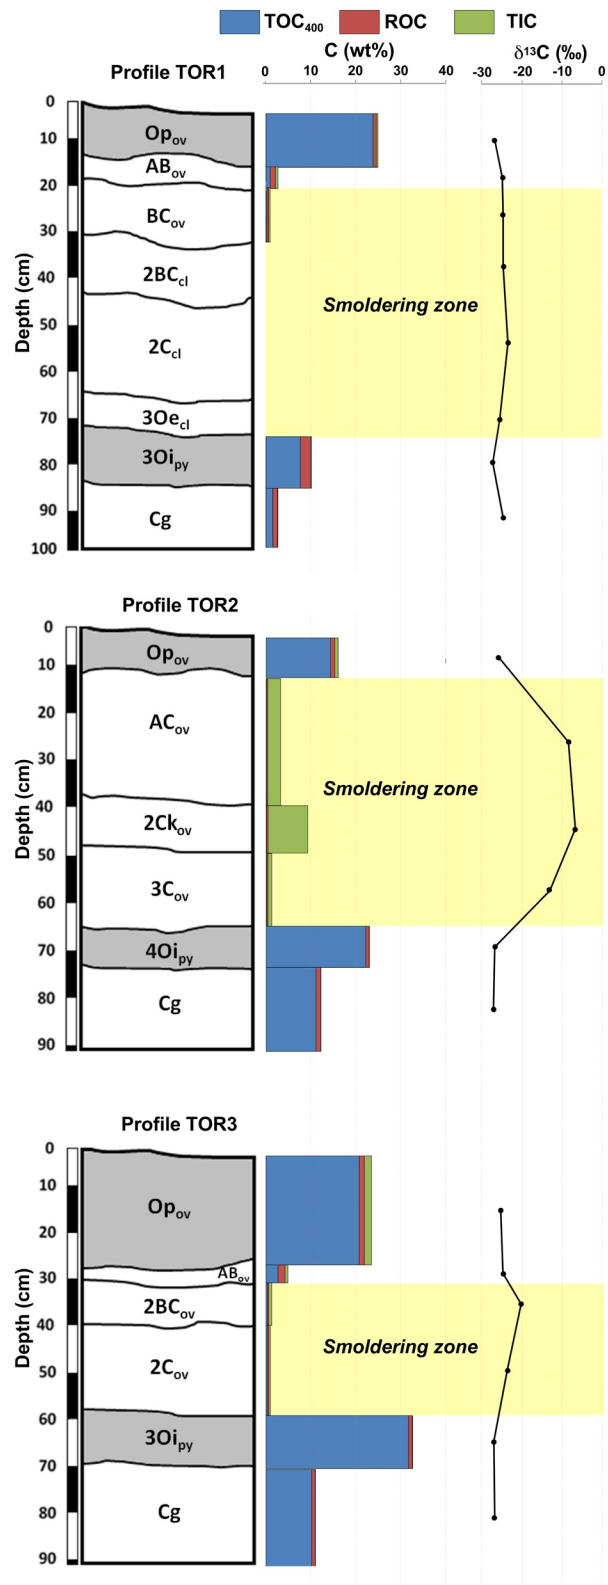 TOC₄₀₀ ROC TIC
C (wt%) δ¹³C (‰)
Profile TOR1
0 10 20 30 40 -30 -20 -10 0
Depth (cm)
0
10
20
30
40
50
60
70
80
90
100
Opov
ABov
BCov
2BCcl
2Ccl
3Oecl
3Oipy
Cg
Smoldering zone
Profile TOR2
Depth (cm)
0
10
20
30
40
50
60
70
80
90
Opov
ACov
2Ckov
3Cov
4Oipy
Cg
Smoldering zone
Profile TOR3
Depth (cm)
0
10
20
30
40
50
60
70
80
90
Opov
ABov
2BCov
2Cov
3Oipy
Cg
Smoldering zone